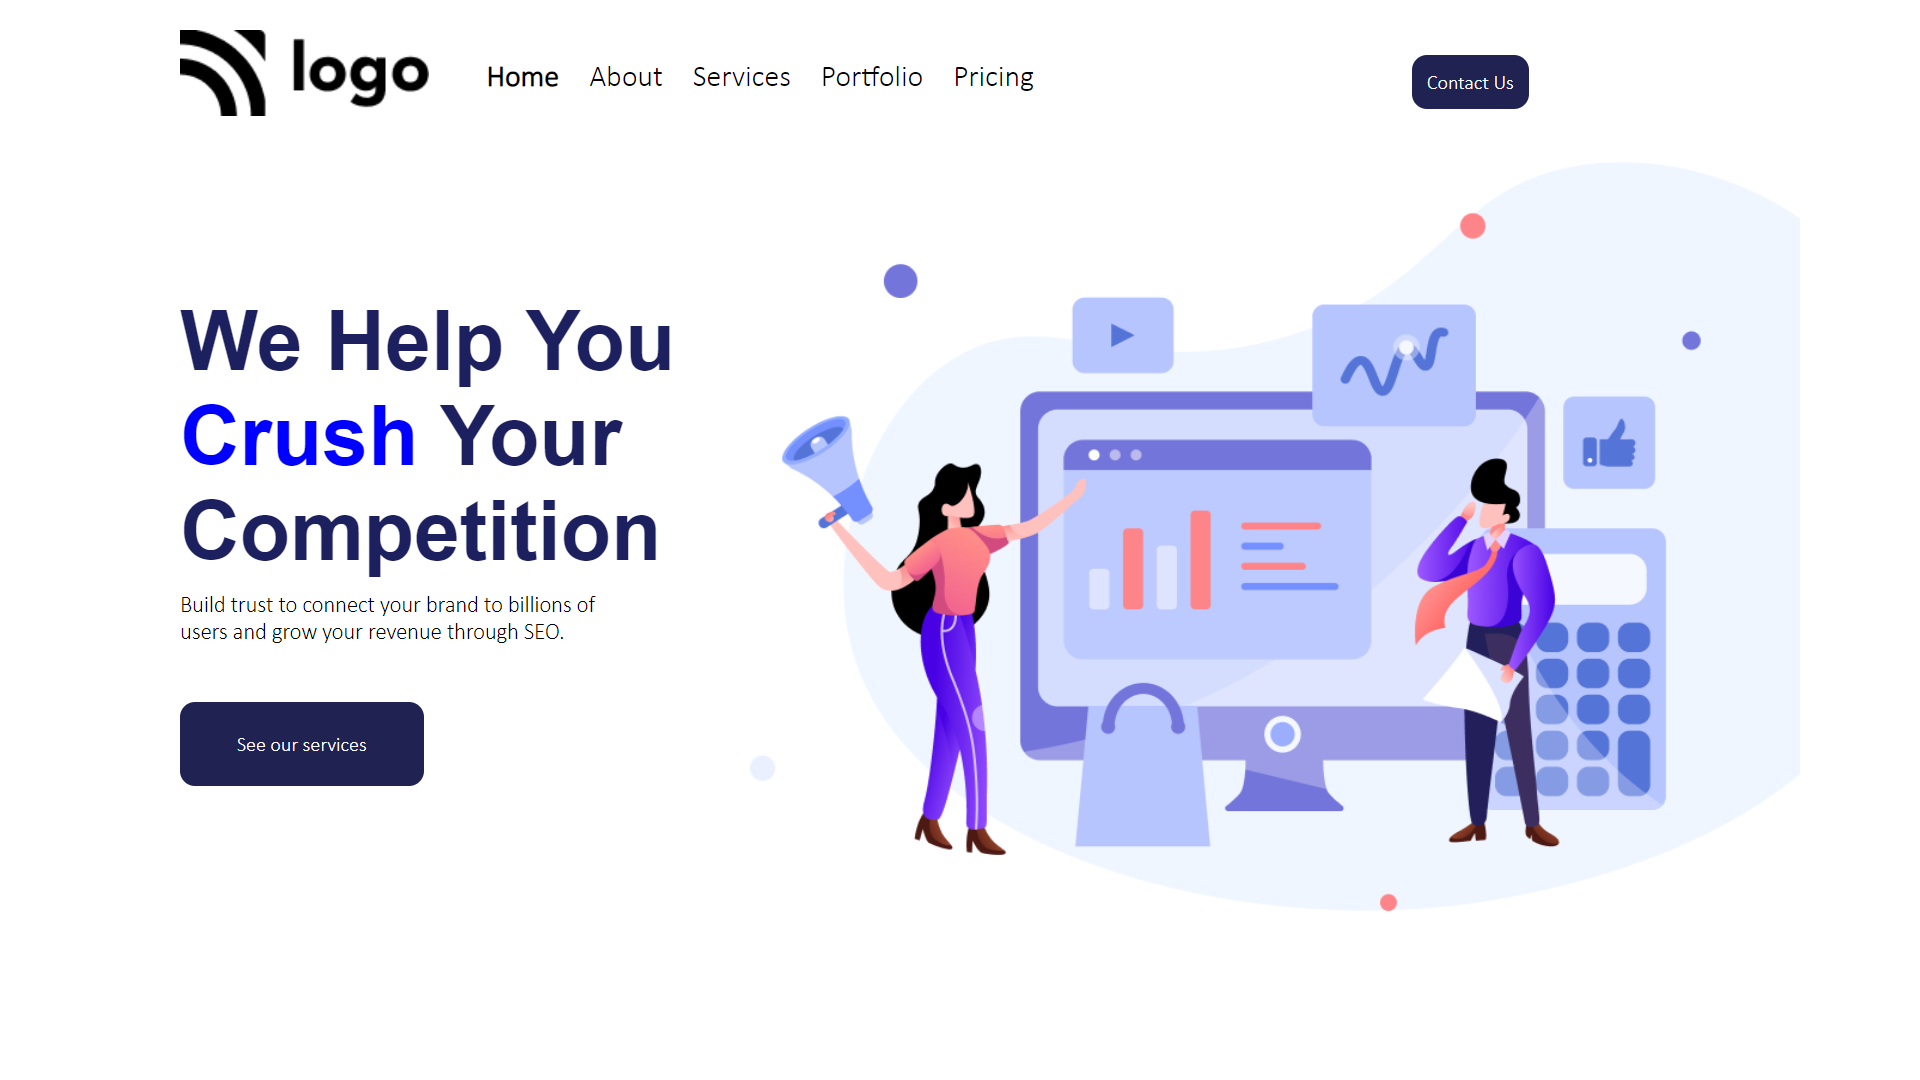 logo
Home About Services Portfolio Pricing
Contact Us
We Help You
Crush Your
Competition
Build trust to connect your brand to billions of
users and grow your revenue through SEO.
See our services